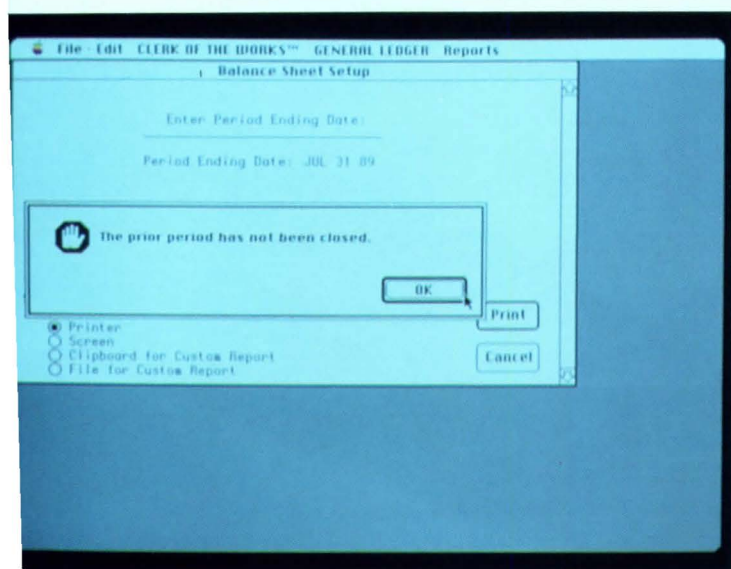 File Edit CLERK OF THE WORKS™ GENERAL LEDGER Reports
Balance Sheet Setup
Enter Period Ending Date:
Period Ending Date: JUL 31 89
The prior period has not been closed.
OK
Print
Printer
Screen
Clipboard for Custom Report
Cancel
File for Custom Report